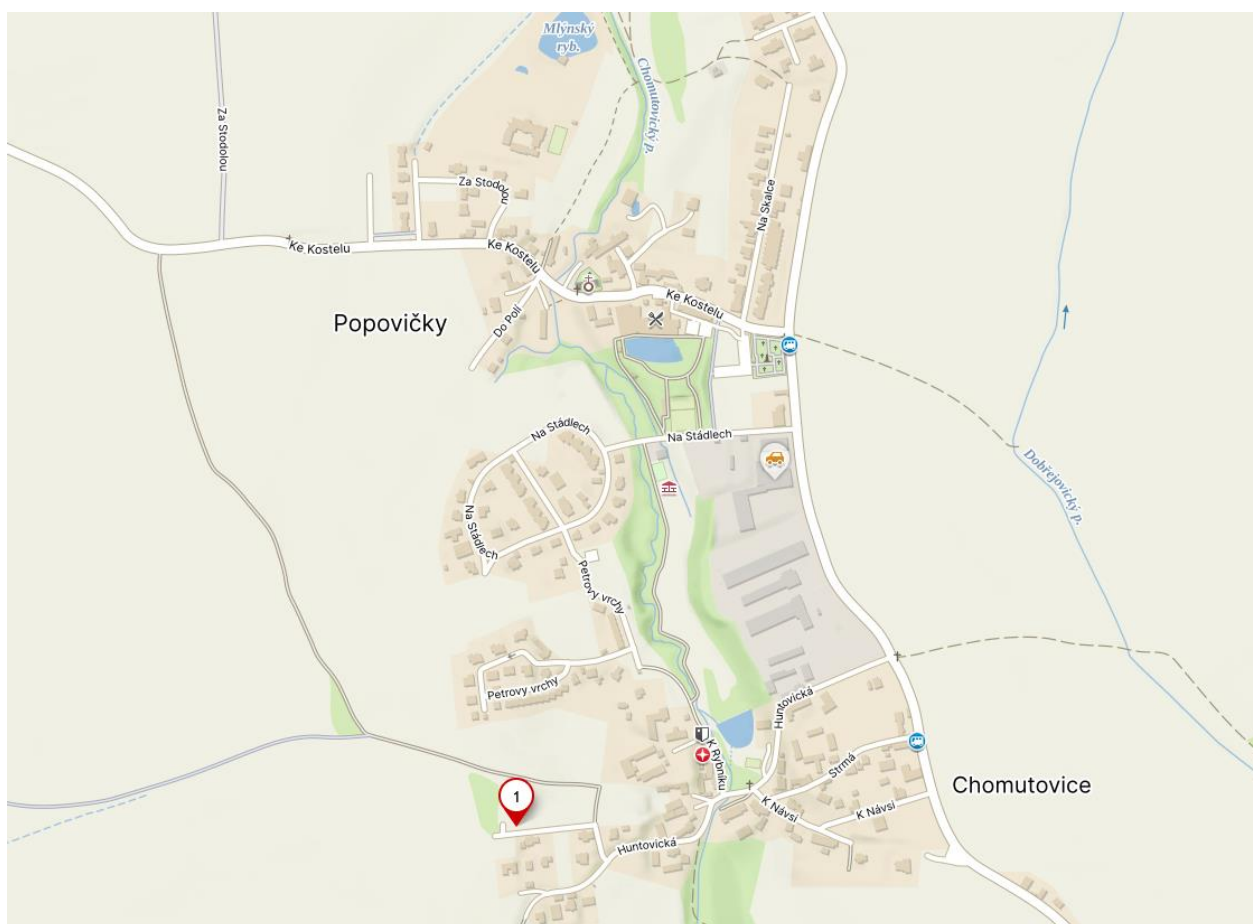 Mlýnský
ryb.
Chomutovický p.
Za Stodolou
Za Stodolou
Na Skalce
Ke Kostelu
Ke Kostelu
Ke Kostelu
Popovičky
Do Polí
Na Stádlech
Na Stádlech
Na Stádlech
Dobřejovický p.
Petrovy vrchy
Petrovy vrchy
Huntovická
K Rybníku
Strmá
Chomutovice
1
K Návsi
K Návsi
Huntovická